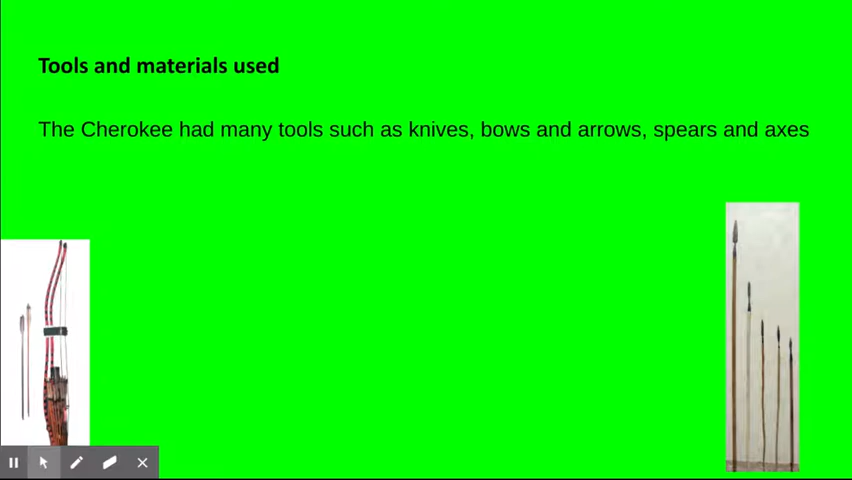 Tools and materials used
The Cherokee had many tools such as knives, bows and arrows, spears and axes